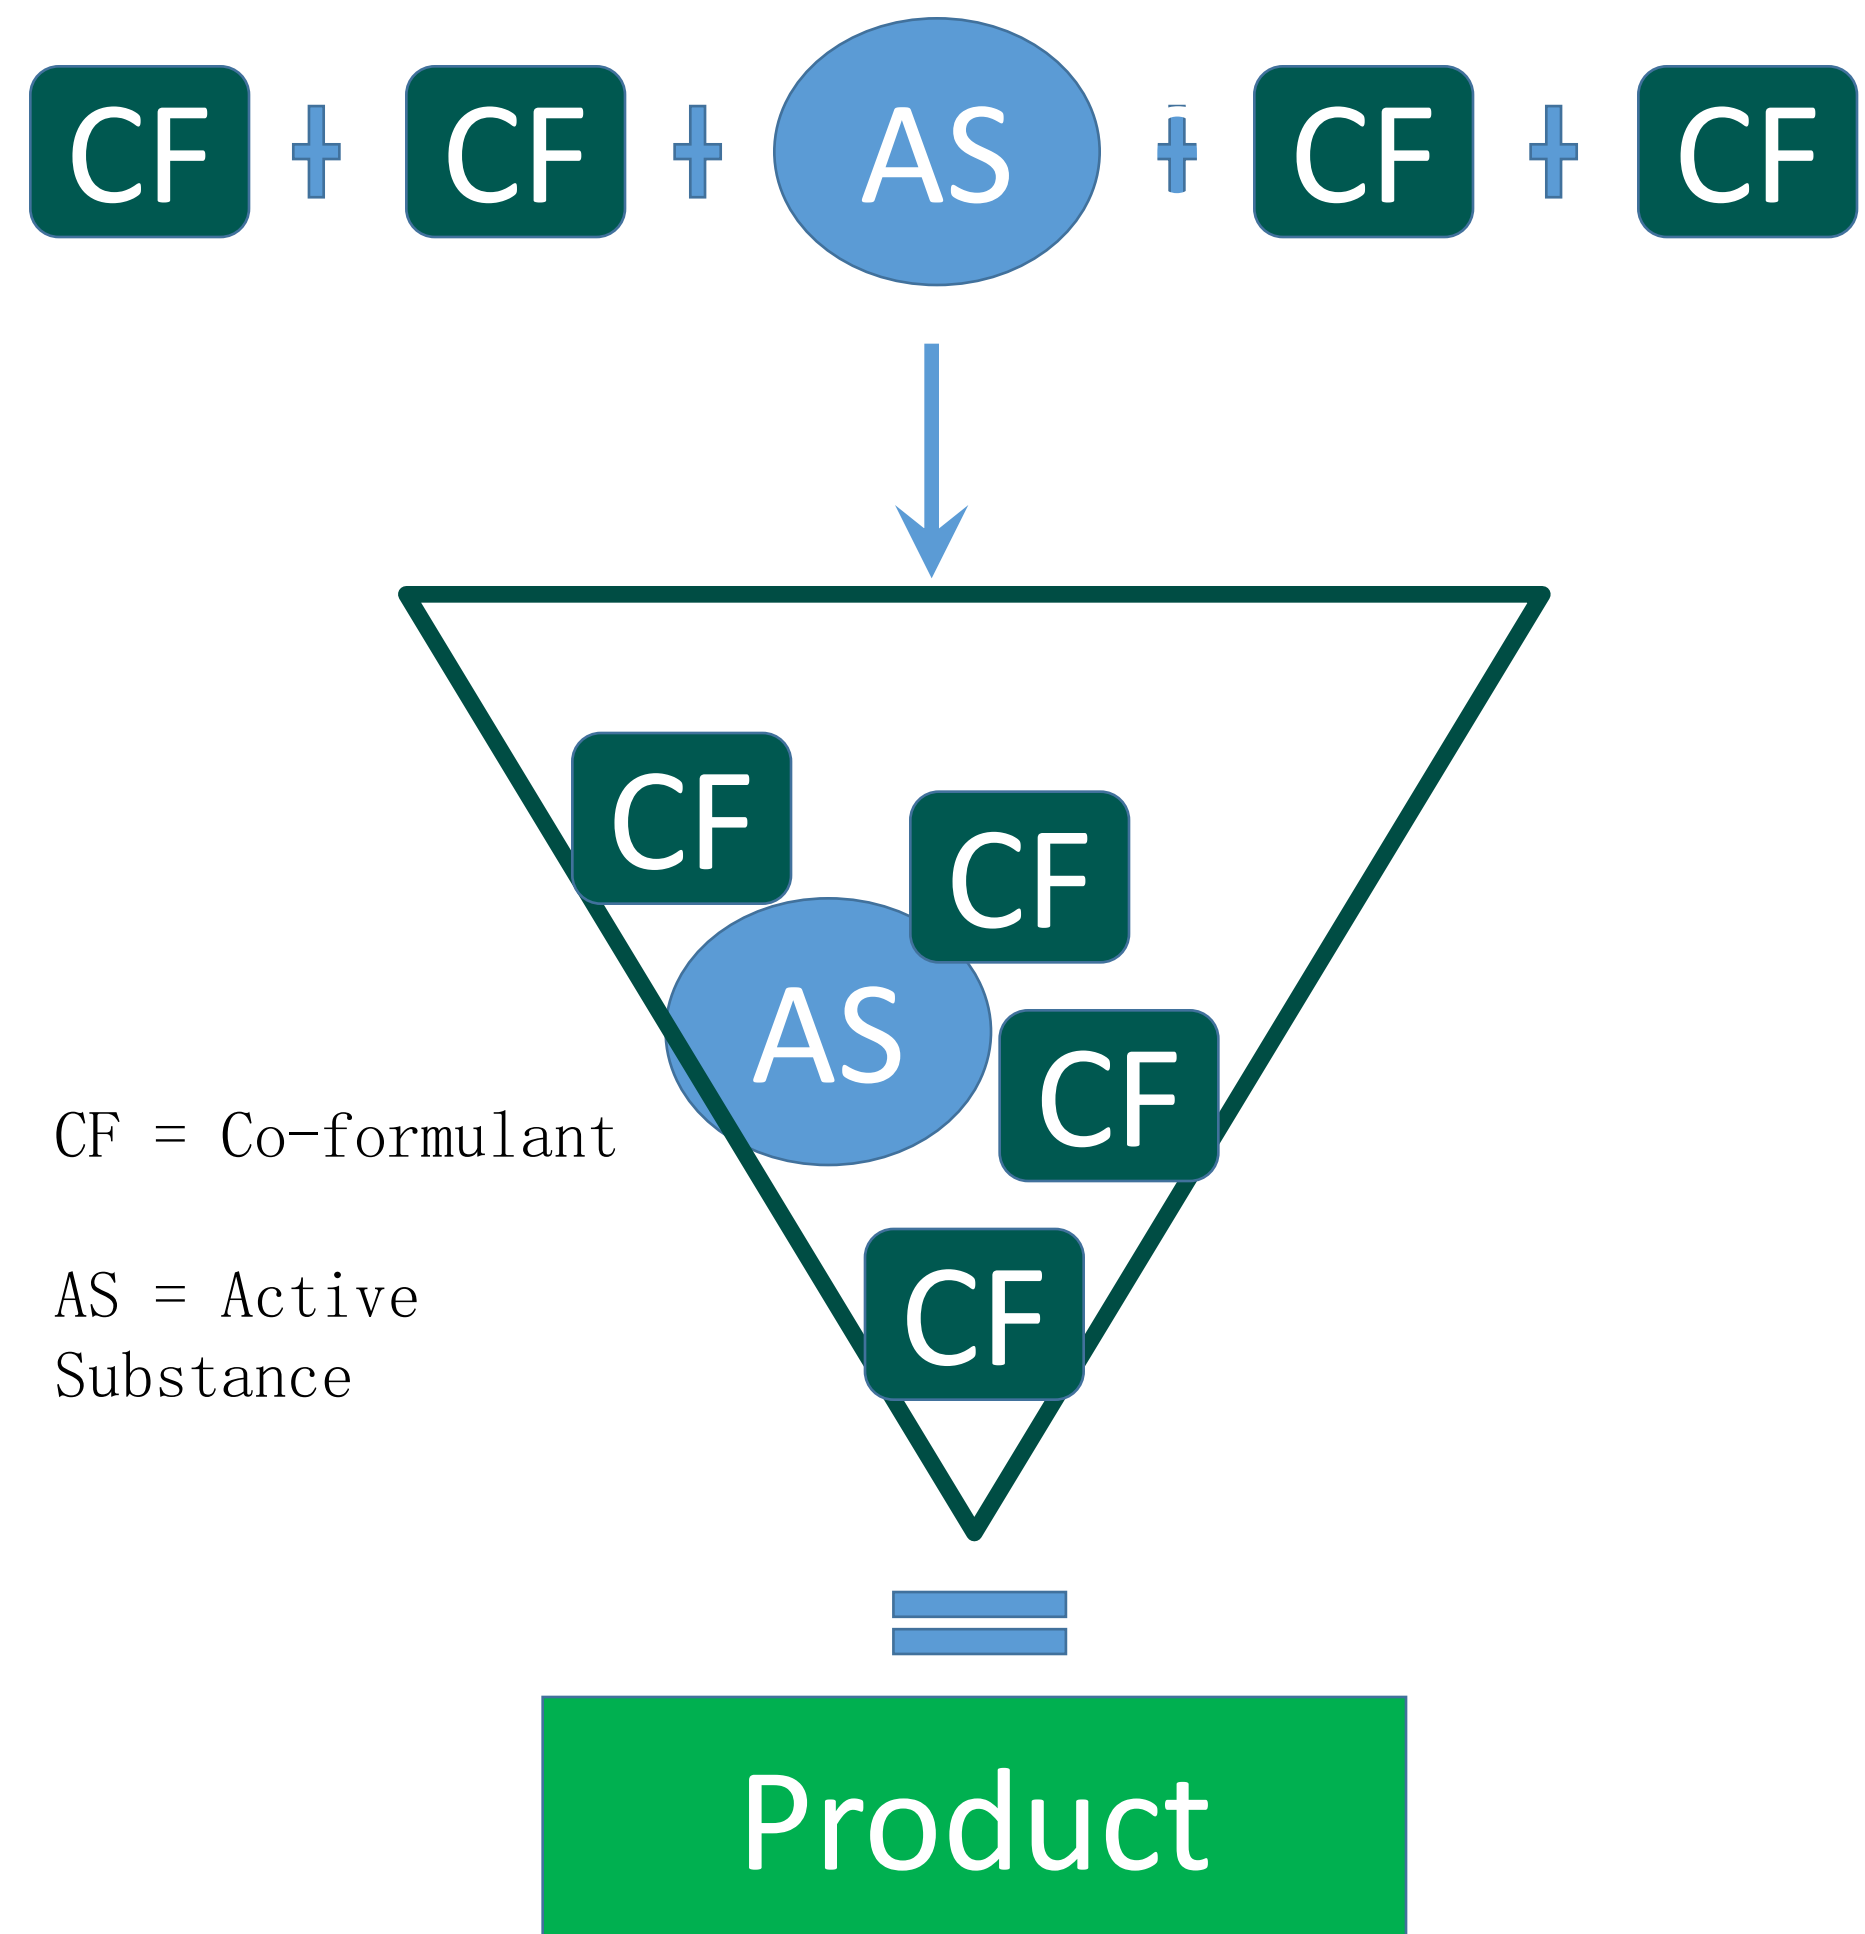 CF CF AS CF CF
CF
CF
AS
CF
CF = Co-formulant
CF
AS = Active
Substance
Product